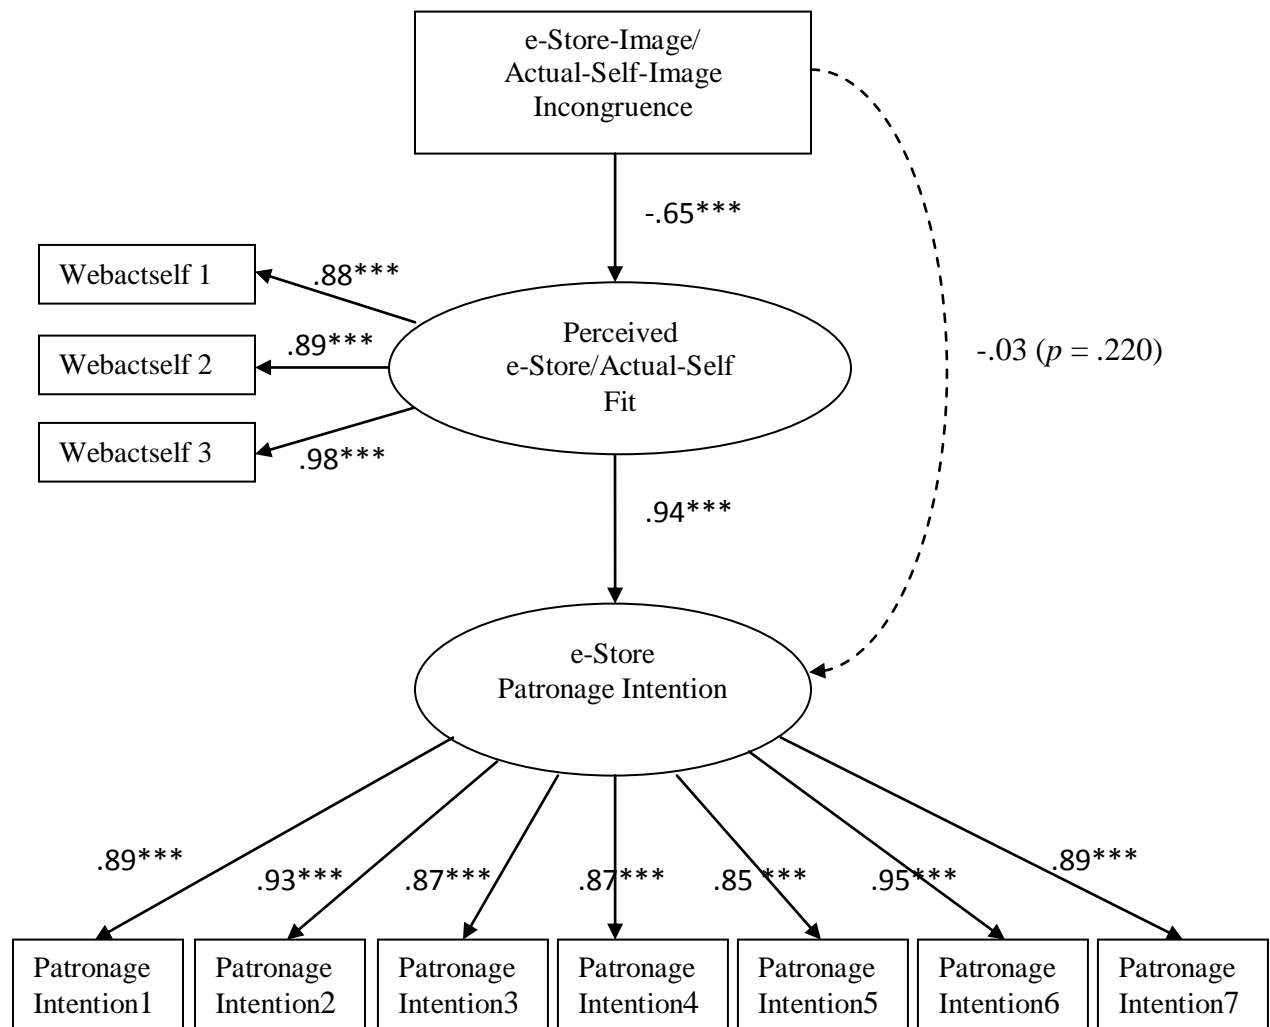 e-Store-Image/
Actual-Self-Image
Incongruence
-.65***
Webactself 1
.88***
Webactself 2
.89***
Webactself 3
.98***
Perceived
e-Store/Actual-Self
Fit
-.03 (p = .220)
.94***
e-Store
Patronage Intention
.89***
.93***
.87***
.87***
.85 ***
.95***
.89***
Patronage
Intention1
Patronage
Intention2
Patronage
Intention3
Patronage
Intention4
Patronage
Intention5
Patronage
Intention6
Patronage
Intention7